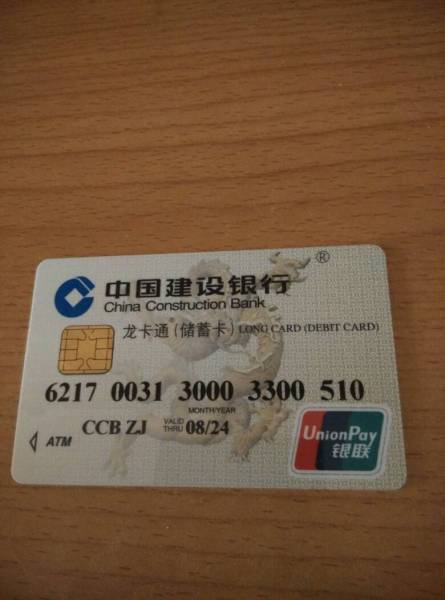 ®
中国建设银行
China Construction Bank
龙卡通(储蓄卡) LONG CARD (DEBIT CARD)
6217 0031 3000 3300 510
MONTH/YEAR
CCB ZJ VALID THRU 08/24
ATM
UnionPay
银联